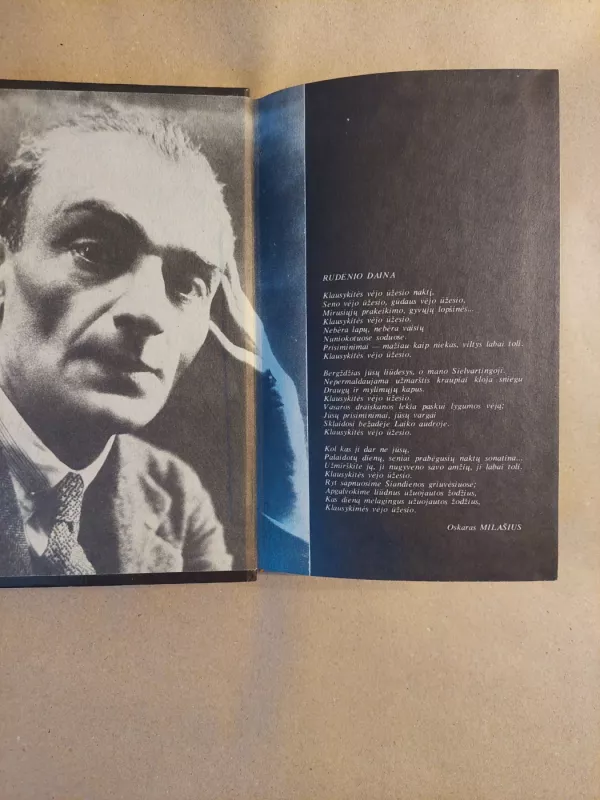 RUDENIO DAINA
Klausykitės vėjo ūžesio naktį,
Seno vėjo ūžesio, gūdaus vėjo ūžesio,
Mirusiųjų prakeikimo, gyvųjų lopšinės...
Klausykitės vėjo ūžesio.
Nebėra lapų, nebėra vaisių
Nuniokotuose soduose.
Prisiminimai — mažiau kaip niekas, viltys labai toli.
Klausykitės vėjo ūžesio.
Bergždžias jūsų liūdesys, o mano Sielvartingoji.
Nepermaldaujama užmarštis kraupiai kloja sniegu
Draugų ir mylimųjų kapus.
Klausykitės vėjo ūžesio.
Vasaros draiskanos lekia paskui lygumos vėją;
Jūsų prisiminimai, jūsų vargai
Sklaidosi bežadėje Laiko audroje.
Klausykitės vėjo ūžesio.
Kol kas ji dar ne jūsų,
Palaidotų dienų, seniai prabėgusių naktų sonatina...
Užmirškite ją, ji nugyveno savo amžių, ji labai toli.
Klausykitės vėjo ūžesio.
Ryt sapnuosime Šiandienos griuvėsiuose;
Apgalvokime liūdnus užuojautos žodžius,
Kas dieną melagingus užuojautos žodžius,
Klausykimės vėjo ūžesio.
Oskaras MILAŠIUS